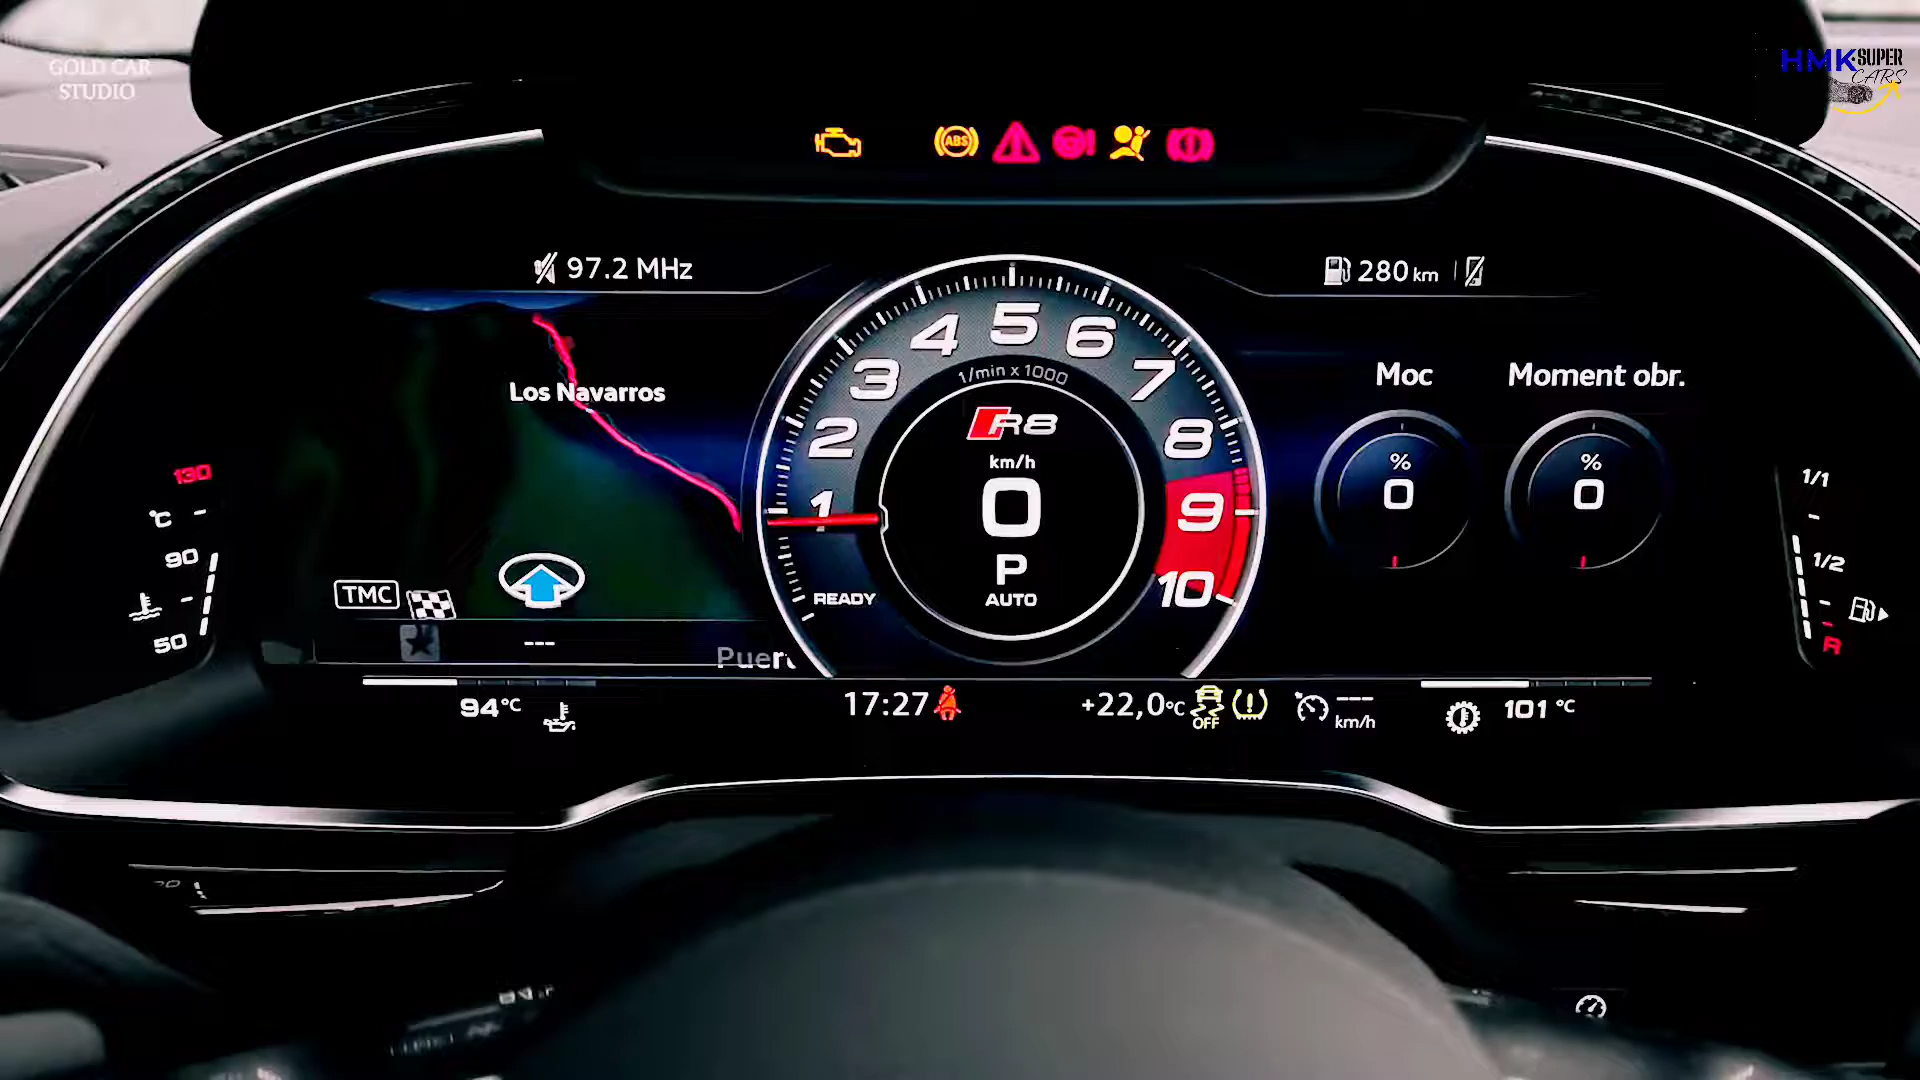 GOLD CAR
STUDIO
HMK SUPER
CARS
ABS
97.2 MHz
280 km
Los Navarros
1 2 3 4 5 6 7 8 9 10
1/min x 1000
R8
km/h
0
P
AUTO
READY
Moc
% 0
Moment obr.
% 0
130
°C
90
50
1/1
1/2
R
TMC
---
94°C
17:27
+22,0°C
OFF
---
km/h
101 °C